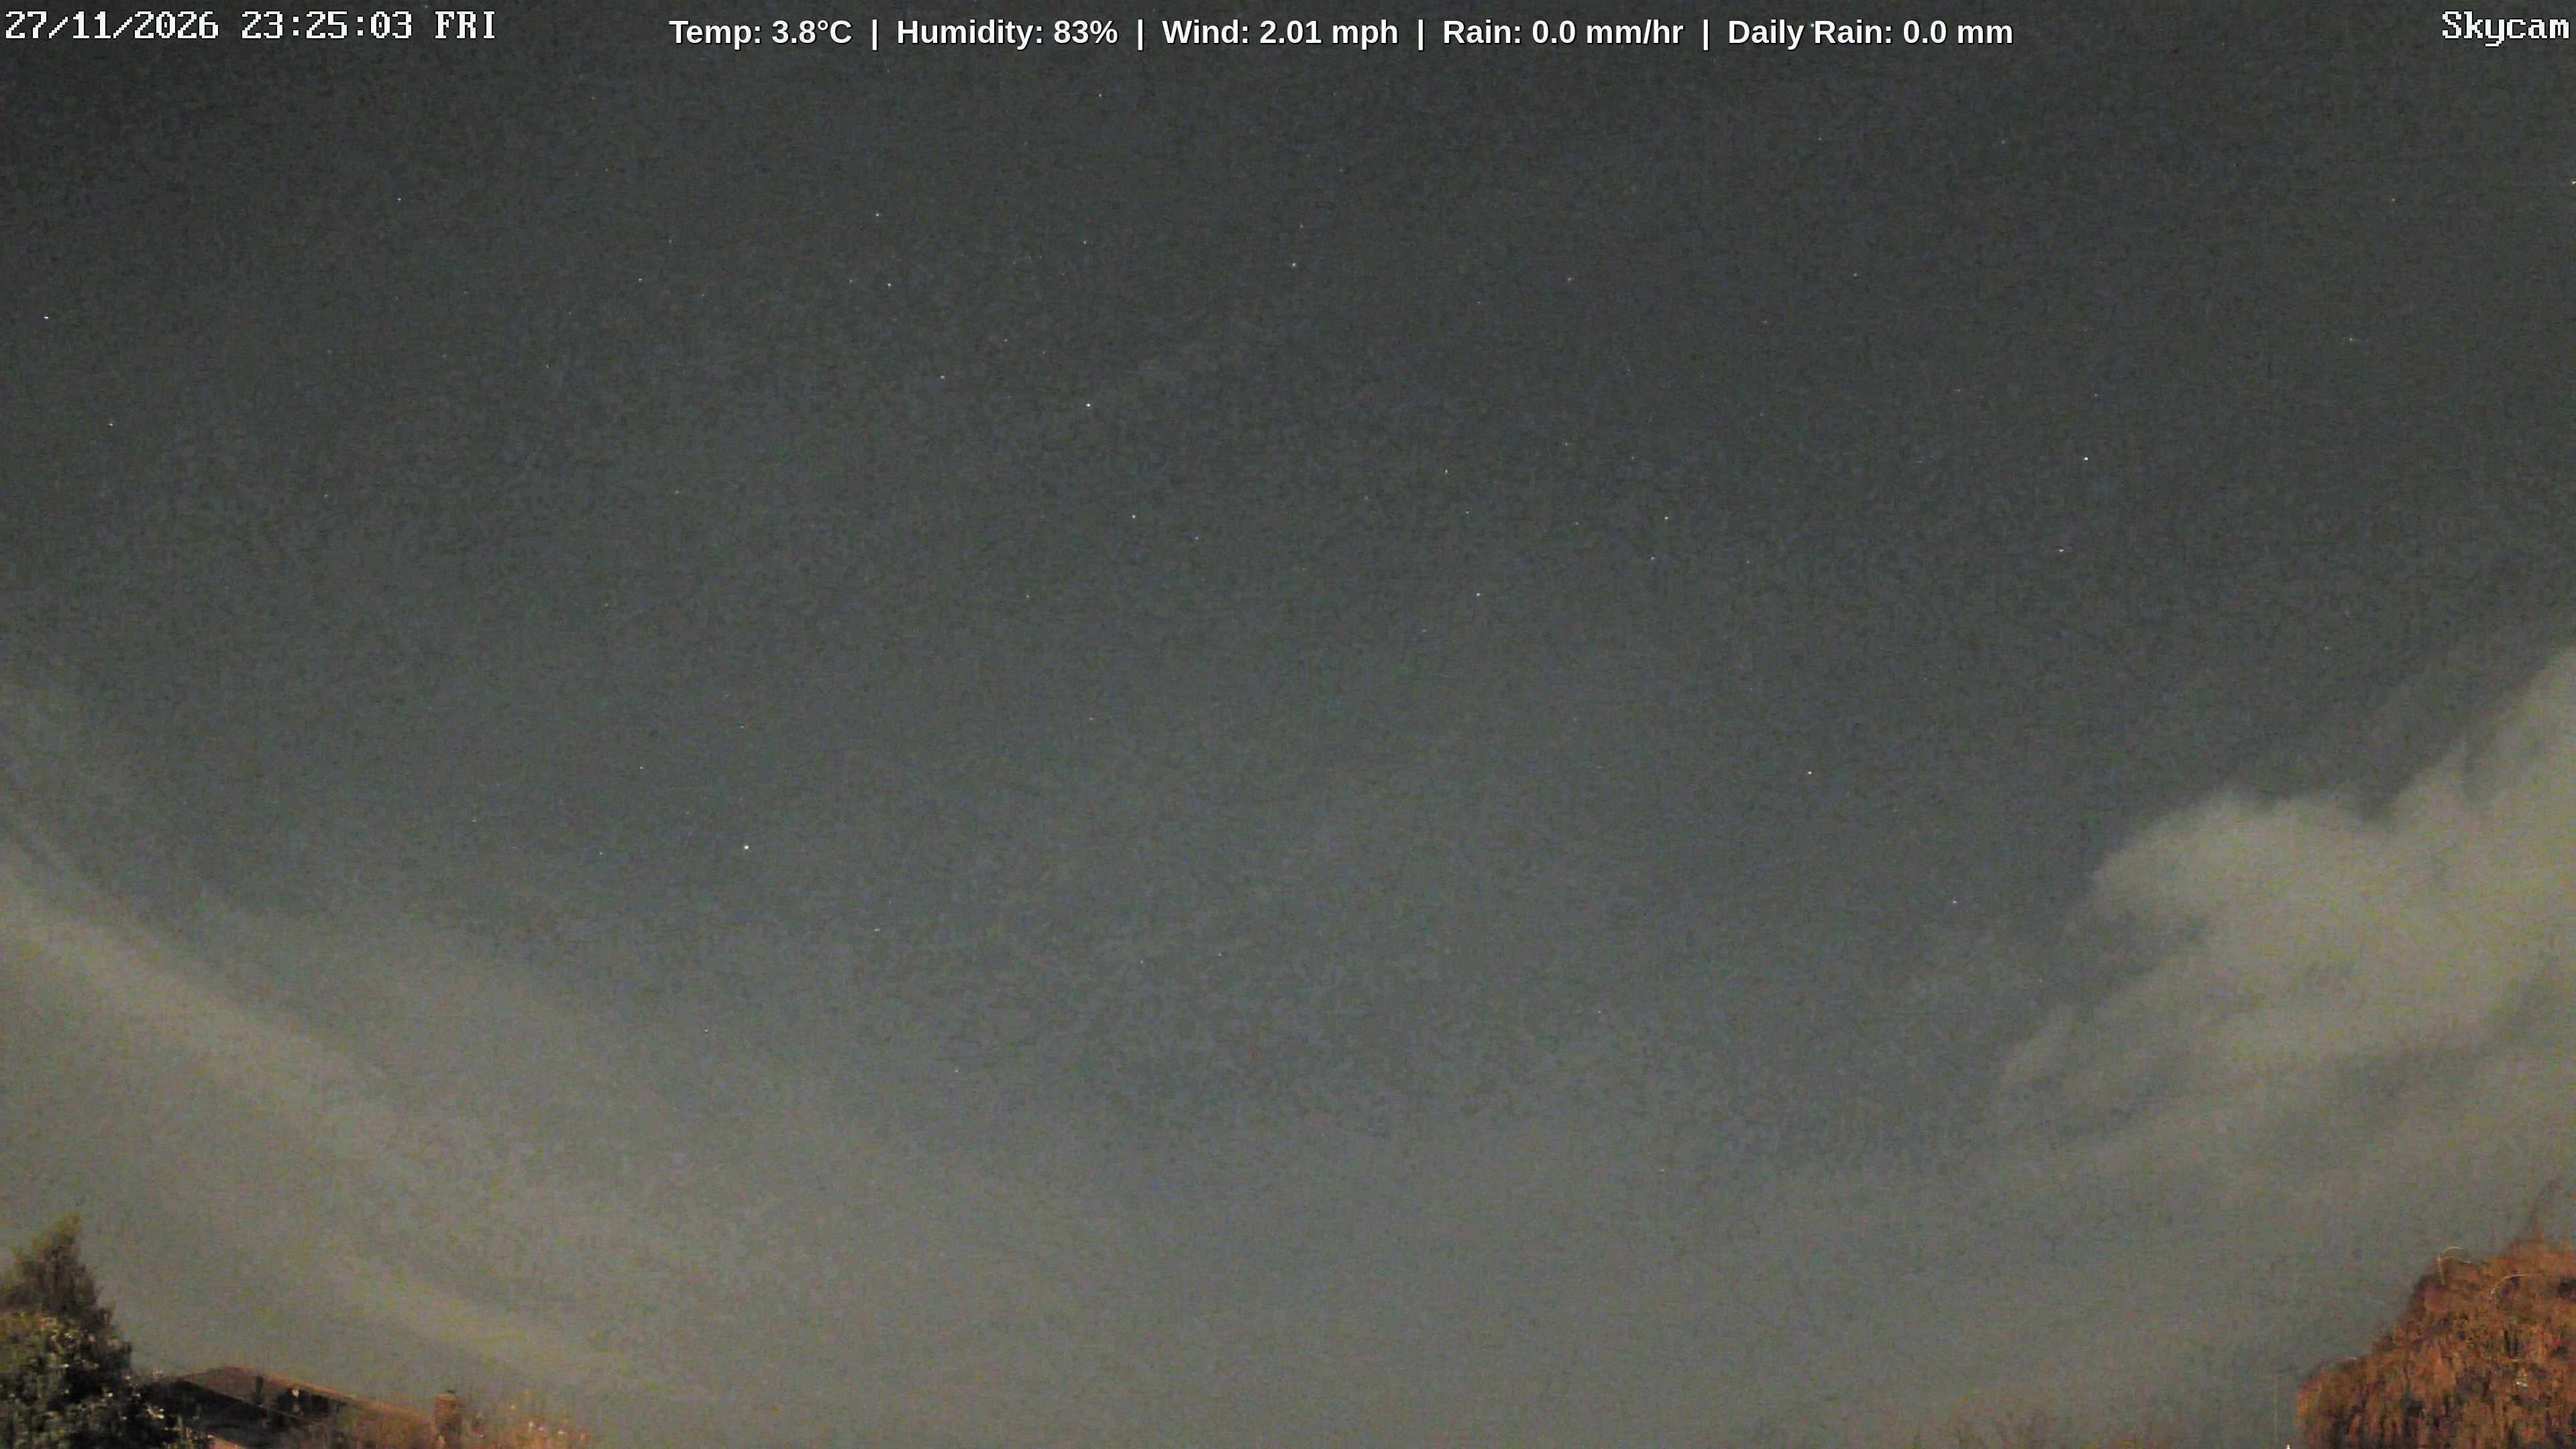 27/11/2026 23:25:03 FRI
Temp: 3.8°C | Humidity: 83% | Wind: 2.01 mph | Rain: 0.0 mm/hr | Daily Rain: 0.0 mm
Skycam